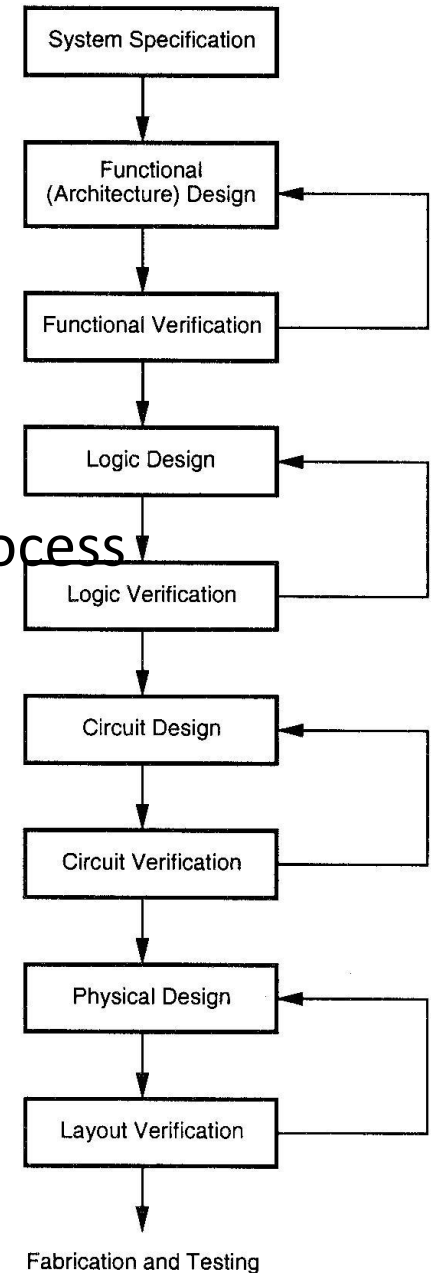 System Specification
Functional
(Architecture) Design
Functional Verification
Logic Design
ocess
Logic Verification
Circuit Design
Circuit Verification
Physical Design
Layout Verification
Fabrication and Testing